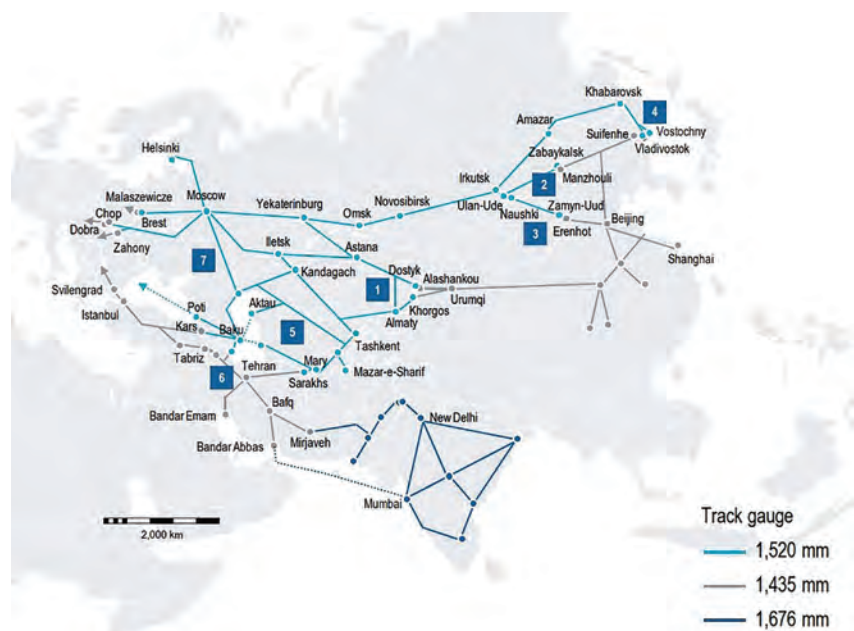 Khabarovsk
4
Amazar
Suifenhe
Vostochny
Vladivostok
Helsinki
Zabaykalsk
Manzhouli
Irkutsk
2
Malaszewicze
Moscow
Yekaterinburg
Novosibirsk
Ulan-Ude
Zamyn-Uud
Chop
Brest
Omsk
Naushki
Beijing
Dobra
Zahony
3
Erenhot
Iletsk
Astana
Shanghai
7
Kandagach
Dostyk
Alashankou
Svilengrad
Aktau
1
Urumqi
Poti
Khorgos
Istanbul
Kars
Baku
5
Almaty
Tashkent
Tabriz
Mary
6
Tehran
Sarakhs
Mazar-e-Sharif
Bandar Emam
Bafq
New Delhi
Bandar Abbas
Mirjaveh
Mumbai
2,000 km
Track gauge
1,520 mm
1,435 mm
1,676 mm